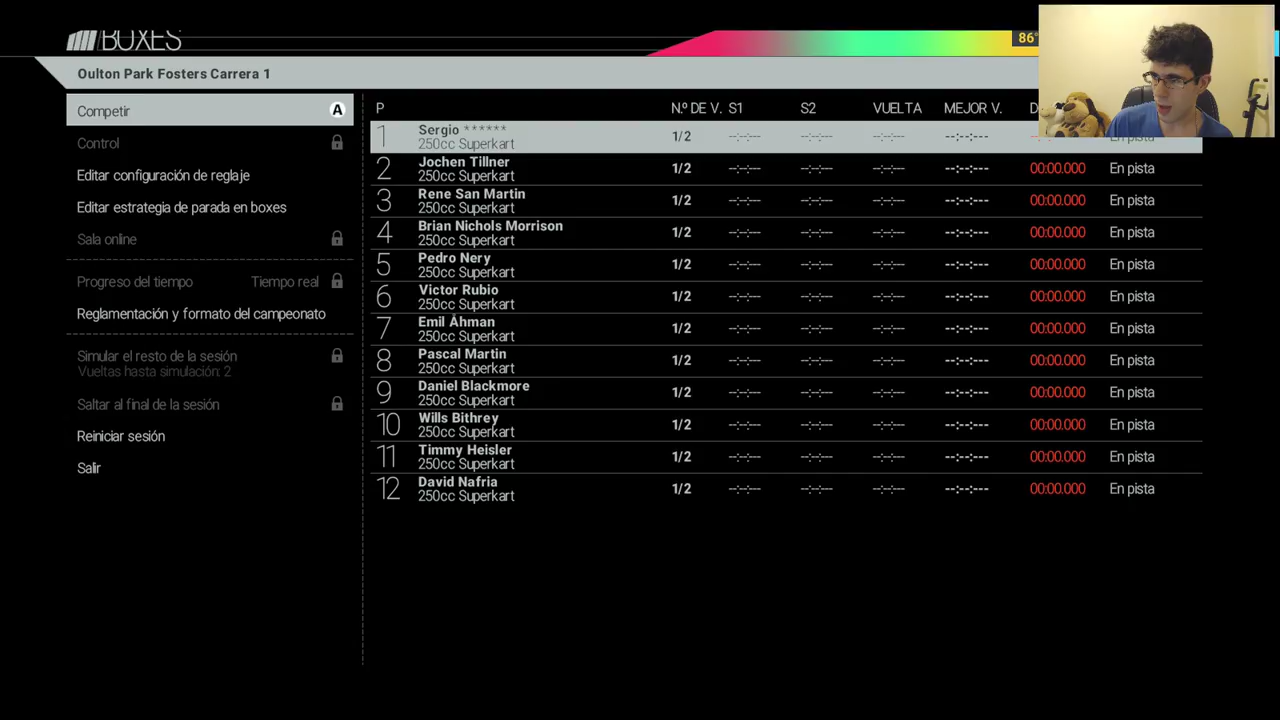 BOXES
86°
Oulton Park Fosters Carrera 1
Competir A
Control
Editar configuración de reglaje
Editar estrategia de parada en boxes
Sala online
Progreso del tiempo Tiempo real
Reglamentación y formato del campeonato
Simular el resto de la sesión
Vueltas hasta simulación: 2
Saltar al final de la sesión
Reiniciar sesión
Salir
P N.º DE V. S1 S2 VUELTA MEJOR V.
1 Sergio ****** 1/2 --:--:--- --:--:--- --:--:--- --:--:--- En pista
250cc Superkart
2 Jochen Tillner 1/2 --:--:--- --:--:--- --:--:--- --:--:--- 00:00.000 En pista
250cc Superkart
3 Rene San Martin 1/2 --:--:--- --:--:--- --:--:--- --:--:--- 00:00.000 En pista
250cc Superkart
4 Brian Nichols Morrison 1/2 --:--:--- --:--:--- --:--:--- --:--:--- 00:00.000 En pista
250cc Superkart
5 Pedro Nery 1/2 --:--:--- --:--:--- --:--:--- --:--:--- 00:00.000 En pista
250cc Superkart
6 Victor Rubio 1/2 --:--:--- --:--:--- --:--:--- --:--:--- 00:00.000 En pista
250cc Superkart
7 Emil Åhman 1/2 --:--:--- --:--:--- --:--:--- --:--:--- 00:00.000 En pista
250cc Superkart
8 Pascal Martin 1/2 --:--:--- --:--:--- --:--:--- --:--:--- 00:00.000 En pista
250cc Superkart
9 Daniel Blackmore 1/2 --:--:--- --:--:--- --:--:--- --:--:--- 00:00.000 En pista
250cc Superkart
10 Wills Bithrey 1/2 --:--:--- --:--:--- --:--:--- --:--:--- 00:00.000 En pista
250cc Superkart
11 Timmy Heisler 1/2 --:--:--- --:--:--- --:--:--- --:--:--- 00:00.000 En pista
250cc Superkart
12 David Nafria 1/2 --:--:--- --:--:--- --:--:--- --:--:--- 00:00.000 En pista
250cc Superkart